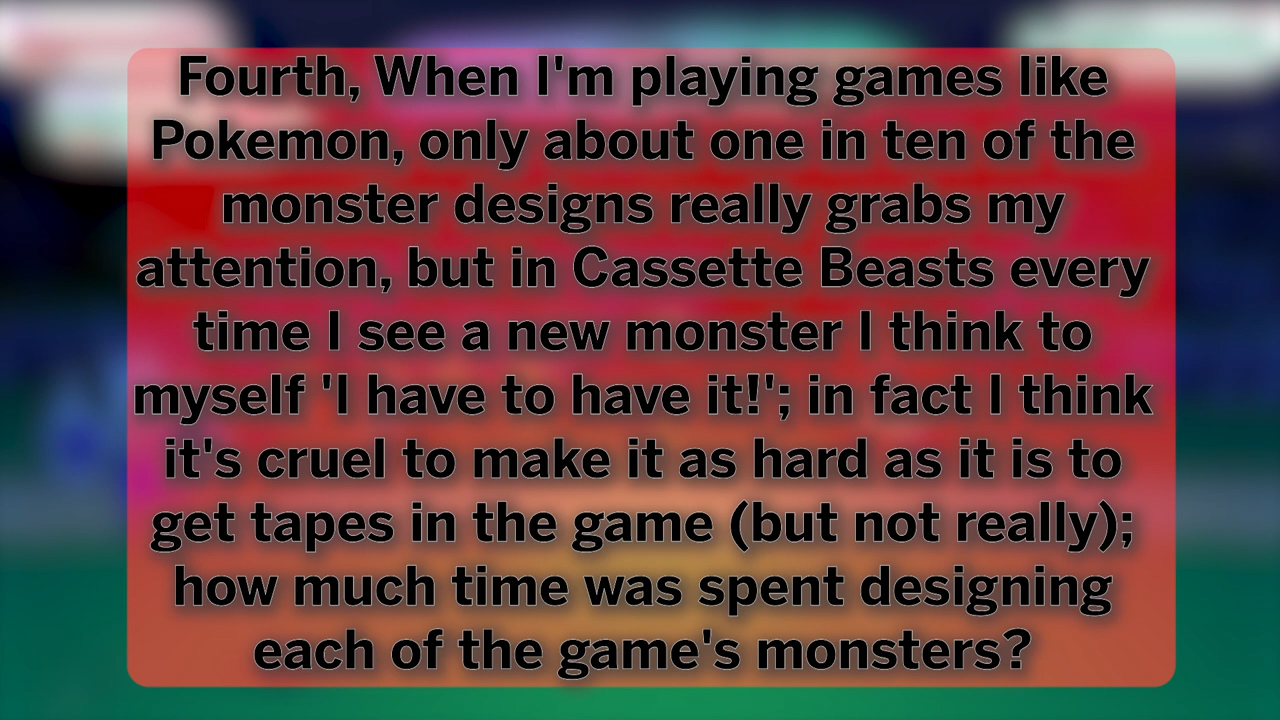 Fourth, When I'm playing games like
Pokemon, only about one in ten of the
monster designs really grabs my
attention, but in Cassette Beasts every
time I see a new monster I think to
myself 'I have to have it!'; in fact I think
it's cruel to make it as hard as it is to
get tapes in the game (but not really);
how much time was spent designing
each of the game's monsters?